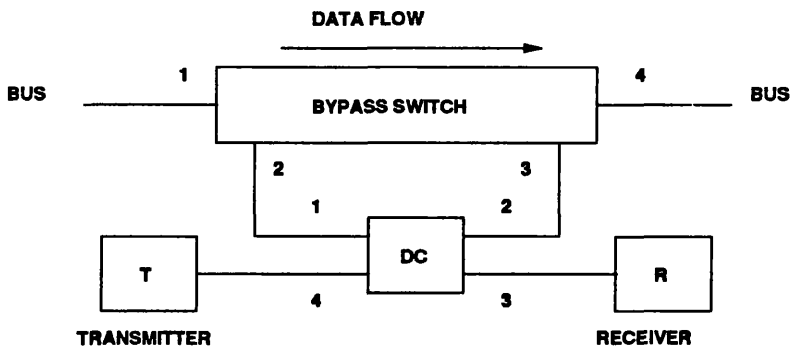 DATA FLOW
1
4
BUS
BYPASS SWITCH
BUS
2
3
1
2
T
DC
R
4
3
TRANSMITTER
RECEIVER